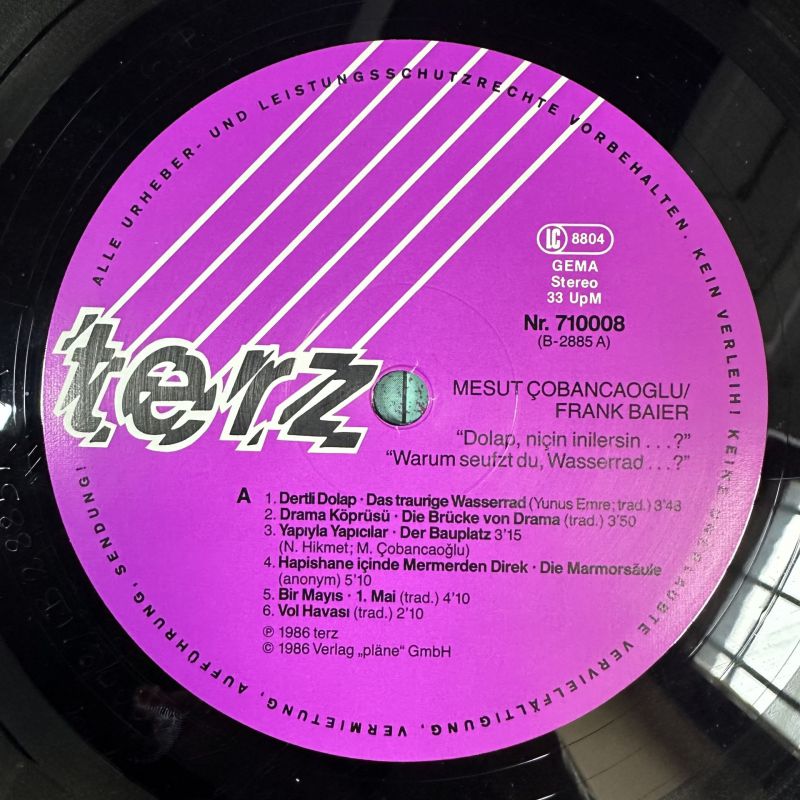 ALLE URHEBER- UND LEISTUNGSSCHUTZRECHTE VORBEHALTEN. KEIN VERLEIH! KEINE UNERLAUBTE VERVIELFÄLTIGUNG, VERMIETUNG, AUFFÜHRUNG, SENDUNG!
LC 8804
GEMA
Stereo
33 UpM
Nr. 710008
(B-2885 A)
terz
MESUT ÇOBANCAOGLU/
FRANK BAIER
“Dolap, niçin inilersin . . .?”
“Warum seufzt du, Wasserrad . . .?”
A 1. Dertli Dolap · Das traurige Wasserrad (Yunus Emre; trad.) 3'48
2. Drama Köprüsü · Die Brücke von Drama (trad.) 3'50
3. Yapıyla Yapıcılar · Der Bauplatz 3'15
(N. Hikmet; M. Çobancaoğlu)
4. Hapishane içinde Mermerden Direk · Die Marmorsäule
(anonym) 5'10
5. Bir Mayıs · 1. Mai (trad.) 4'10
6. Vol Havası (trad.) 2'10
℗ 1986 terz
© 1986 Verlag „pläne“ GmbH